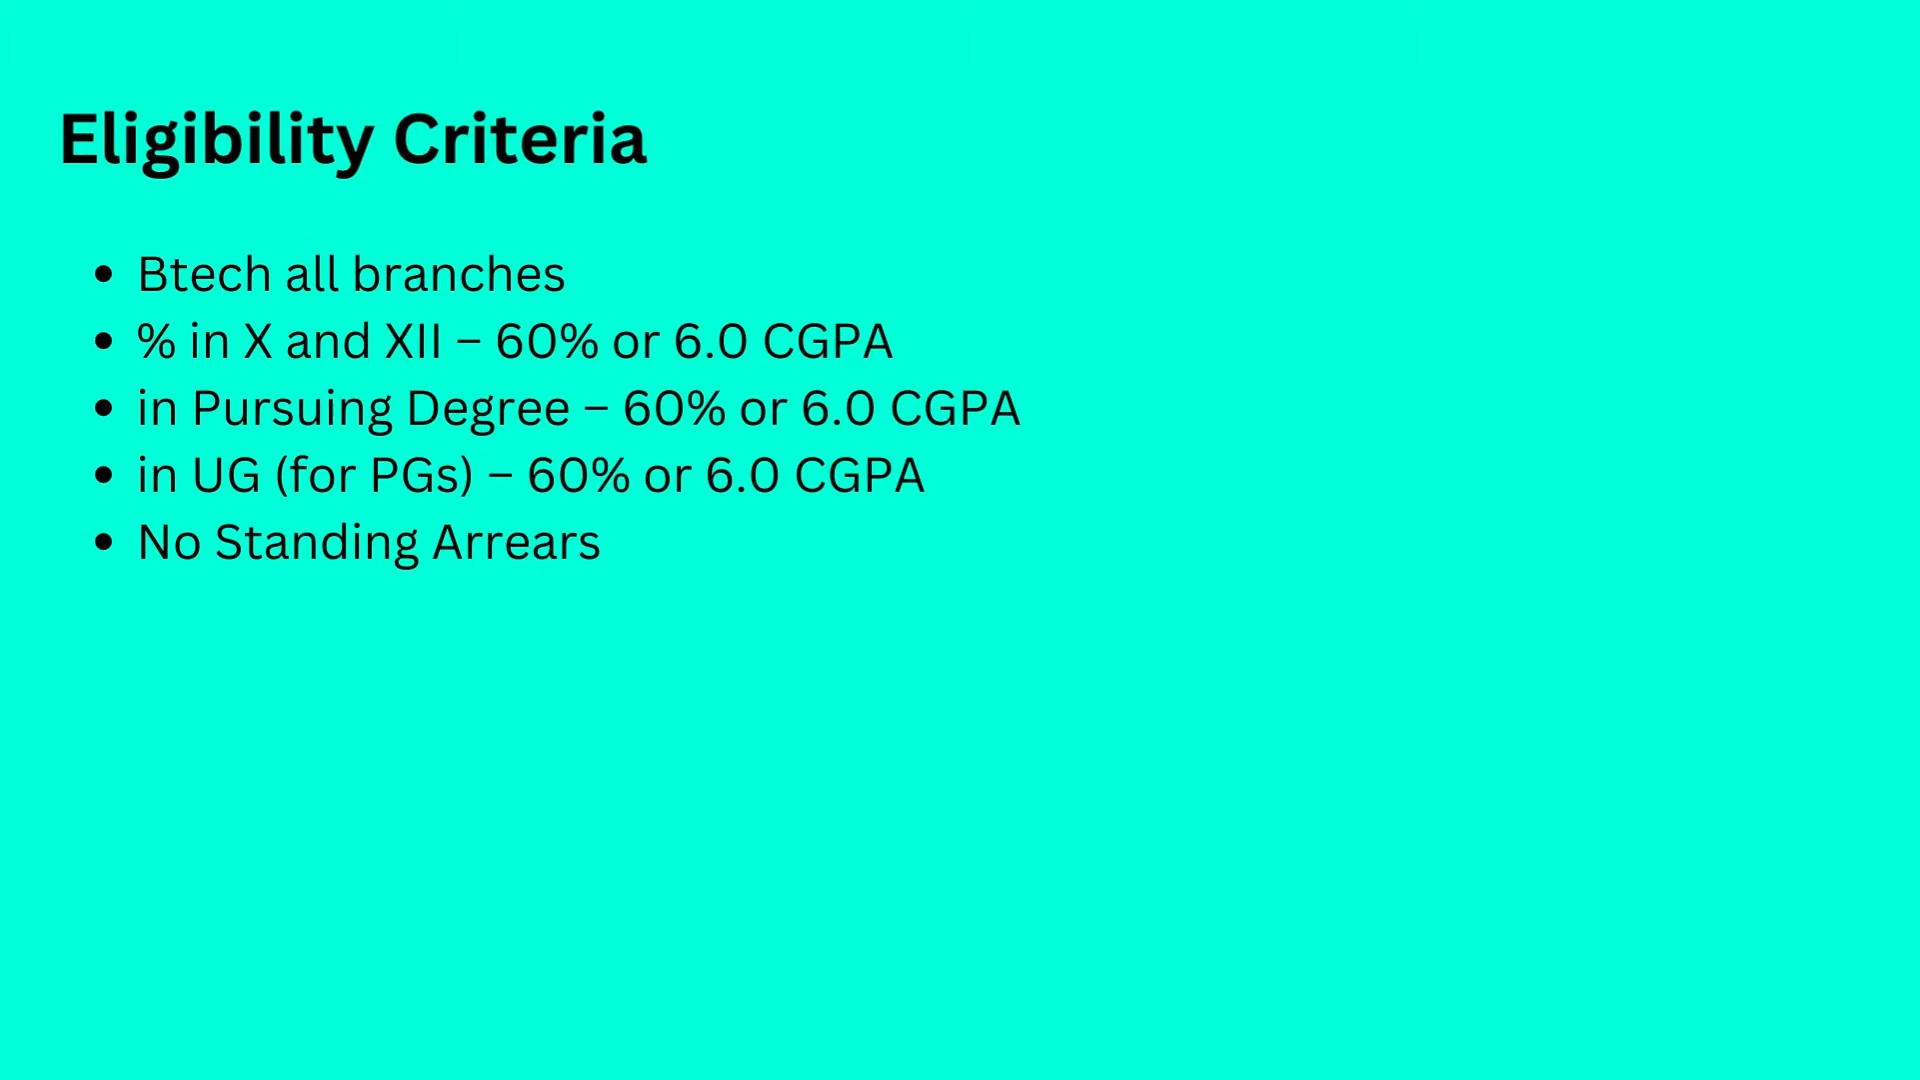 Eligibility Criteria
• Btech all branches
• % in X and XII – 60% or 6.0 CGPA
• in Pursuing Degree – 60% or 6.0 CGPA
• in UG (for PGs) – 60% or 6.0 CGPA
• No Standing Arrears